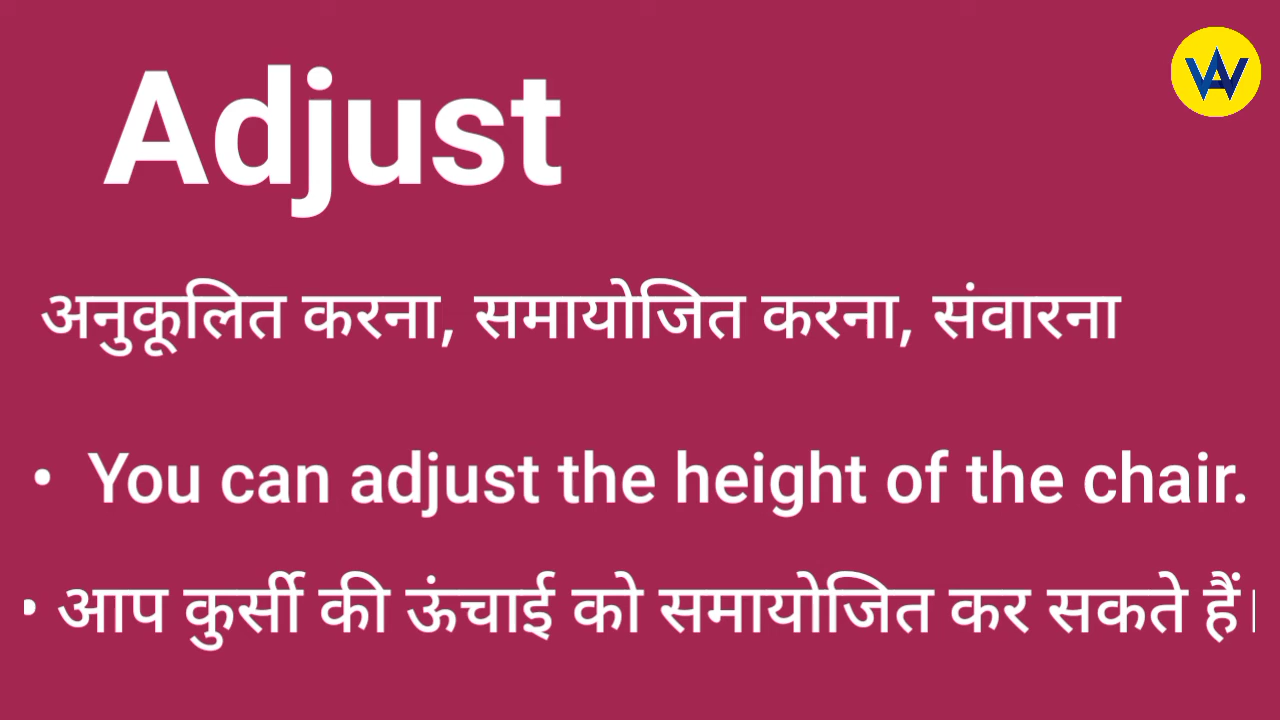 Adjust
अनुकूलित करना, समायोजित करना, संवारना
• You can adjust the height of the chair.
• आप कुर्सी की ऊंचाई को समायोजित कर सकते हैं।